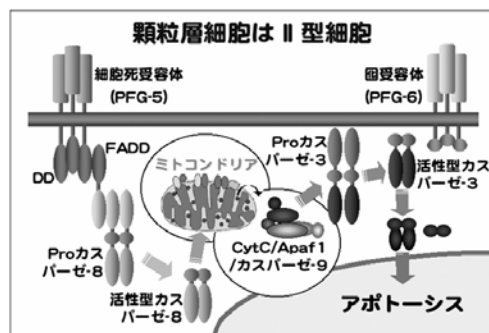 顆粒層細胞は Ⅱ 型細胞
細胞死受容体
(PFG-5)
囮受容体
(PFG-6)
FADD
DD
ミトコンドリア
Proカス
パーゼ-3
活性型カス
パーゼ-3
CytC/Apaf1
/カスパーゼ-9
Proカス
パーゼ-8
活性型カス
パーゼ-8
アポトーシス